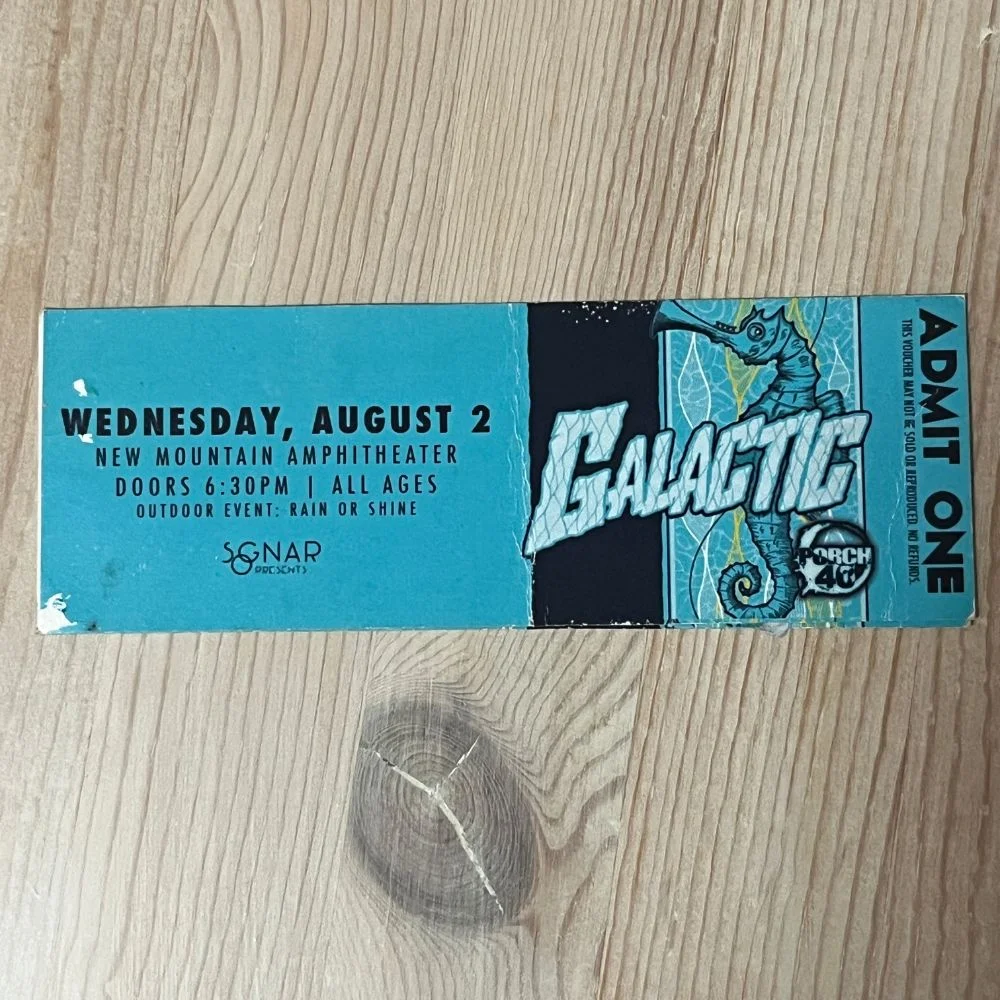 WEDNESDAY, AUGUST 2
NEW MOUNTAIN AMPHITHEATER
DOORS 6:30PM | ALL AGES
OUTDOOR EVENT: RAIN OR SHINE
SOGNAR
PRESENTS
GALACTIC
PORCH
40
ADMIT ONE
THIS VOUCHER MAY NOT BE SOLD OR REPRODUCED. NO REFUNDS.